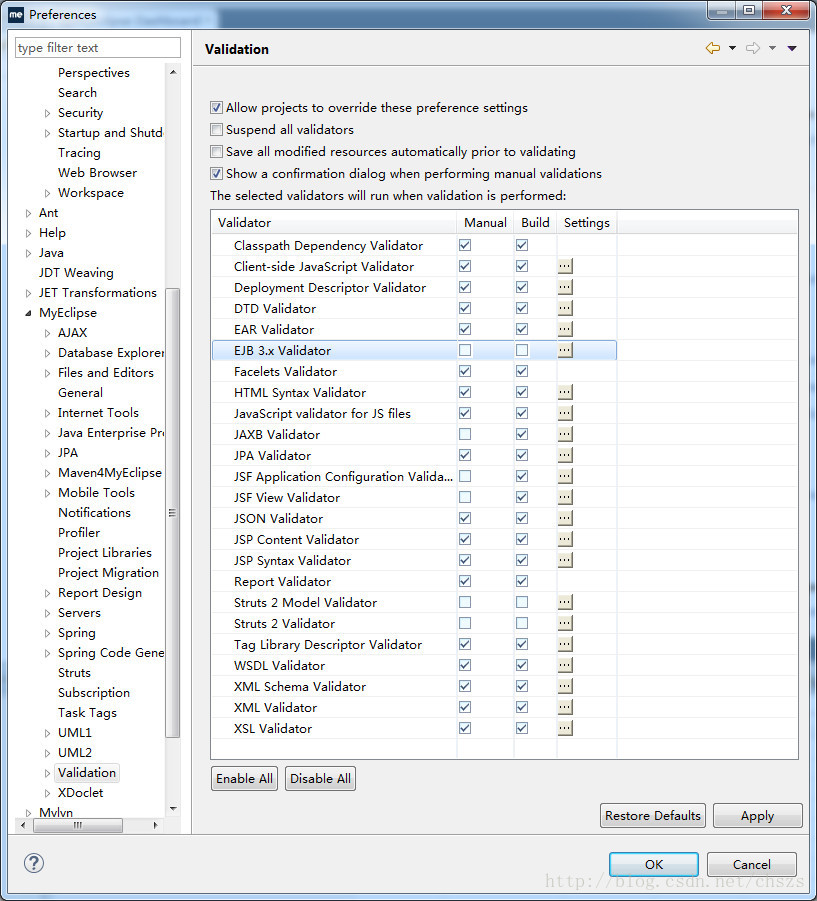 me Preferences
type filter text
Perspectives
Search
Security
Startup and Shutd
Tracing
Web Browser
Workspace
Ant
Help
Java
JDT Weaving
JET Transformations
MyEclipse
AJAX
Database Explorer
Files and Editors
General
Internet Tools
Java Enterprise Pr
JPA
Maven4MyEclipse
Mobile Tools
Notifications
Profiler
Project Libraries
Project Migration
Report Design
Servers
Spring
Spring Code Gene
Struts
Subscription
Task Tags
UML1
UML2
Validation
XDoclet
Mylyn
Validation
Allow projects to override these preference settings
Suspend all validators
Save all modified resources automatically prior to validating
Show a confirmation dialog when performing manual validations
The selected validators will run when validation is performed:
Validator Manual Build Settings
Classpath Dependency Validator
Client-side JavaScript Validator ...
Deployment Descriptor Validator ...
DTD Validator ...
EAR Validator ...
EJB 3.x Validator ...
Facelets Validator
HTML Syntax Validator ...
JavaScript validator for JS files ...
JAXB Validator ...
JPA Validator ...
JSF Application Configuration Valida... ...
JSF View Validator ...
JSON Validator ...
JSP Content Validator ...
JSP Syntax Validator ...
Report Validator
Struts 2 Model Validator ...
Struts 2 Validator ...
Tag Library Descriptor Validator ...
WSDL Validator ...
XML Schema Validator ...
XML Validator ...
XSL Validator ...
Enable All Disable All
Restore Defaults Apply
? OK Cancel
http://blog.csdn.net/chszs